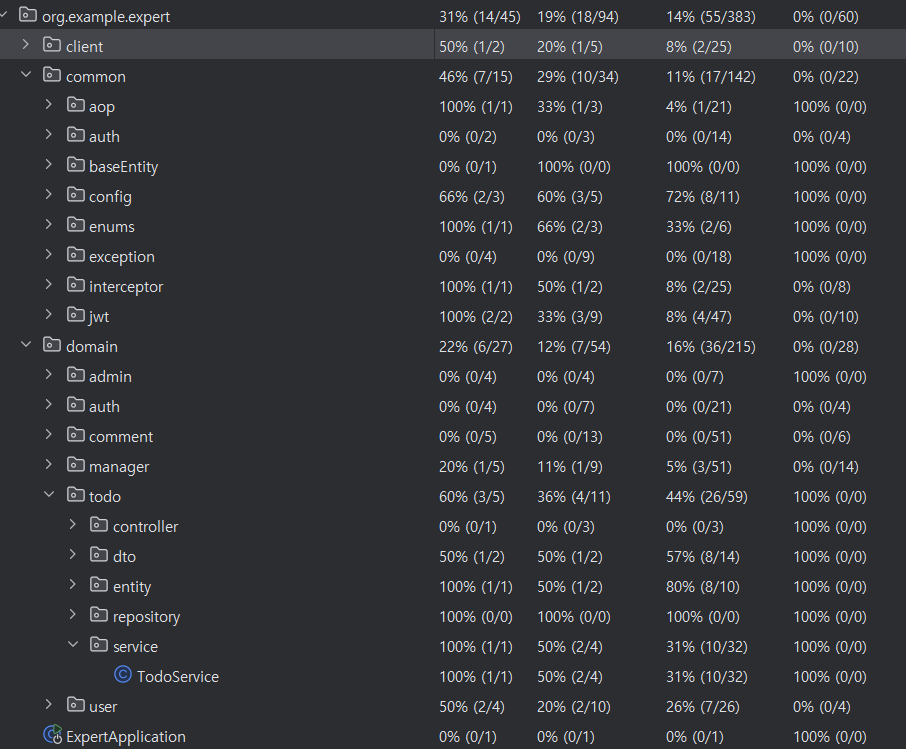 org.example.expert 31% (14/45) 19% (18/94) 14% (55/383) 0% (0/60)
client 50% (1/2) 20% (1/5) 8% (2/25) 0% (0/10)
common 46% (7/15) 29% (10/34) 11% (17/142) 0% (0/22)
aop 100% (1/1) 33% (1/3) 4% (1/21) 100% (0/0)
auth 0% (0/2) 0% (0/3) 0% (0/14) 0% (0/4)
baseEntity 0% (0/1) 100% (0/0) 100% (0/0) 100% (0/0)
config 66% (2/3) 60% (3/5) 72% (8/11) 100% (0/0)
enums 100% (1/1) 66% (2/3) 33% (2/6) 100% (0/0)
exception 0% (0/4) 0% (0/9) 0% (0/18) 100% (0/0)
interceptor 100% (1/1) 50% (1/2) 8% (2/25) 0% (0/8)
jwt 100% (2/2) 33% (3/9) 8% (4/47) 0% (0/10)
domain 22% (6/27) 12% (7/54) 16% (36/215) 0% (0/28)
admin 0% (0/4) 0% (0/4) 0% (0/7) 100% (0/0)
auth 0% (0/4) 0% (0/7) 0% (0/21) 0% (0/4)
comment 0% (0/5) 0% (0/13) 0% (0/51) 0% (0/6)
manager 20% (1/5) 11% (1/9) 5% (3/51) 0% (0/14)
todo 60% (3/5) 36% (4/11) 44% (26/59) 100% (0/0)
controller 0% (0/1) 0% (0/3) 0% (0/3) 100% (0/0)
dto 50% (1/2) 50% (1/2) 57% (8/14) 100% (0/0)
entity 100% (1/1) 50% (1/2) 80% (8/10) 100% (0/0)
repository 100% (0/0) 100% (0/0) 100% (0/0) 100% (0/0)
service 100% (1/1) 50% (2/4) 31% (10/32) 100% (0/0)
TodoService 100% (1/1) 50% (2/4) 31% (10/32) 100% (0/0)
user 50% (2/4) 20% (2/10) 26% (7/26) 0% (0/4)
ExpertApplication 0% (0/1) 0% (0/1) 0% (0/1) 100% (0/0)